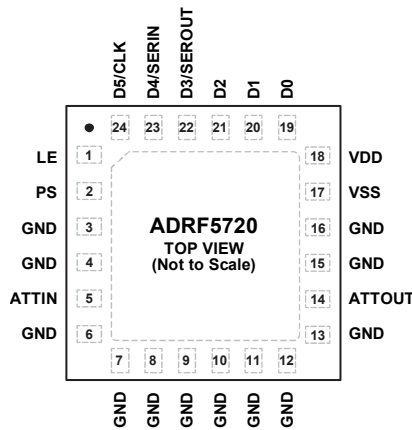 D5/CLK
D4/SERIN
D3/SEROUT
D2
D1
D0
24
23
22
21
20
19
LE 1
PS 2
GND 3
GND 4
ATTIN 5
GND 6
18 VDD
17 VSS
16 GND
15 GND
14 ATTOUT
13 GND
ADRF5720
TOP VIEW
(Not to Scale)
7
8
9
10
11
12
GND
GND
GND
GND
GND
GND